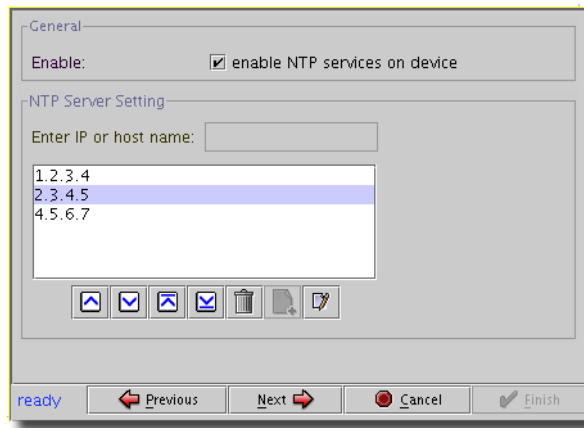 General
Enable: enable NTP services on device
NTP Server Setting
Enter IP or host name:
1.2.3.4
2.3.4.5
4.5.6.7
ready Previous Next Cancel Finish